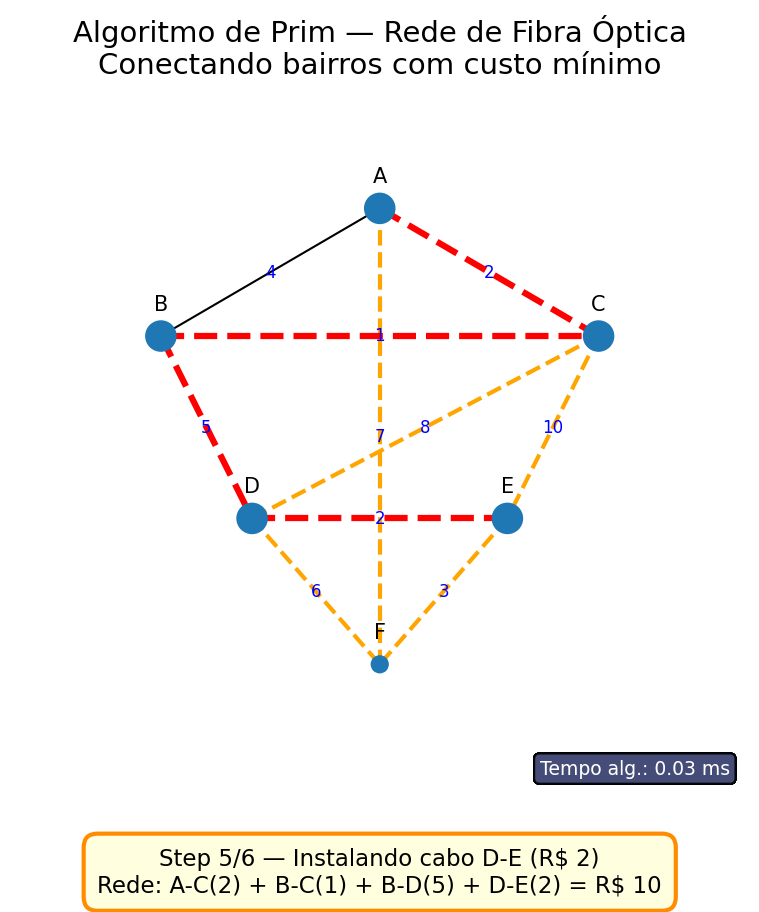 Algoritmo de Prim — Rede de Fibra Óptica
Conectando bairros com custo mínimo
A
4
2
B
C
1
5
7
8
10
D
E
2
6
3
F
Tempo alg.: 0.03 ms
Step 5/6 — Instalando cabo D-E (R$ 2)
Rede: A-C(2) + B-C(1) + B-D(5) + D-E(2) = R$ 10